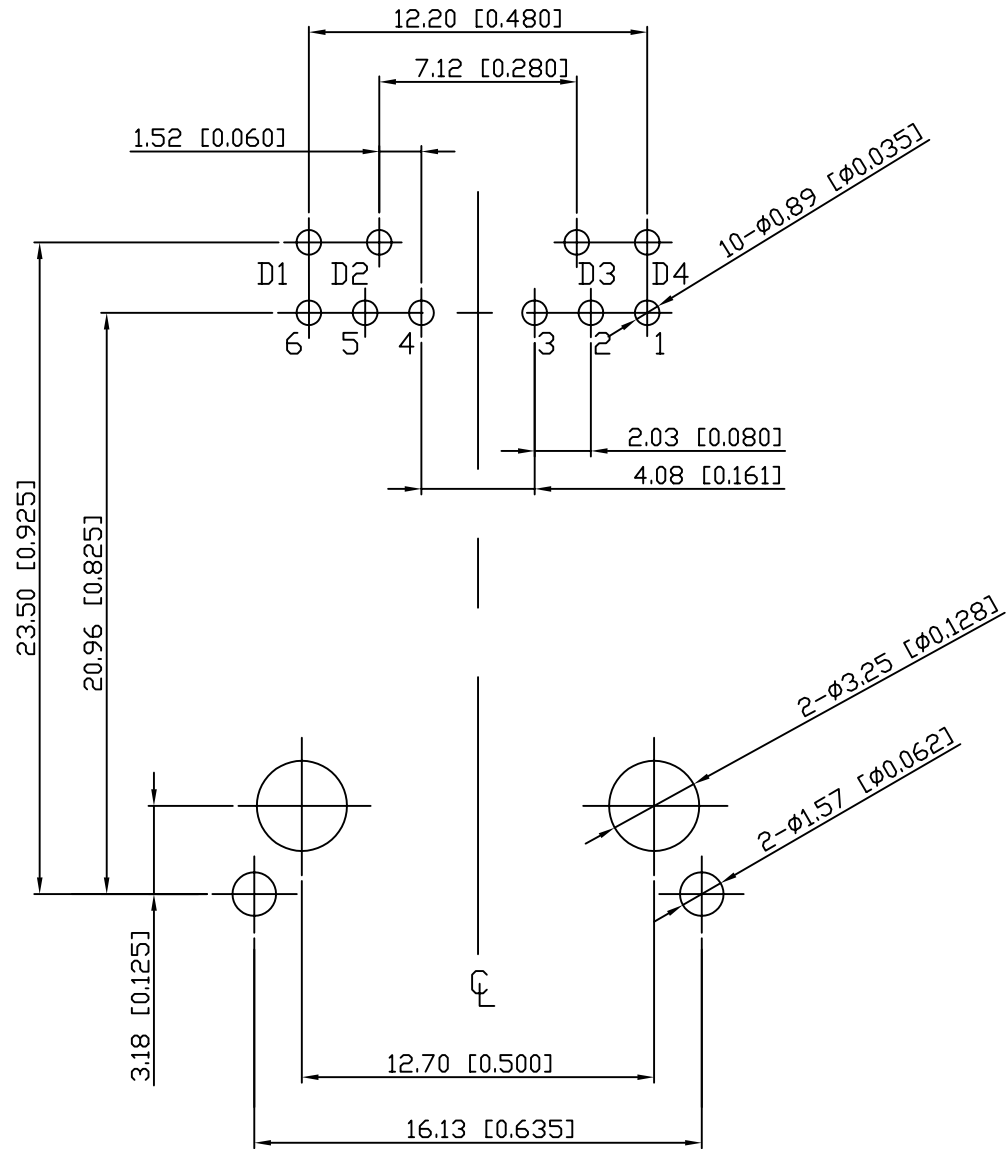 12.20 [0.480]
7.12 [0.280]
1.52 [0.060]
10-ø0.89 [ø0.035]
D1 D2 D3 D4
6 5 4 3 2 1
2.03 [0.080]
4.08 [0.161]
23.50 [0.925]
20.96 [0.825]
2-ø3.25 [ø0.128]
2-ø1.57 [ø0.062]
3.18 [0.125]
℄
12.70 [0.500]
16.13 [0.635]